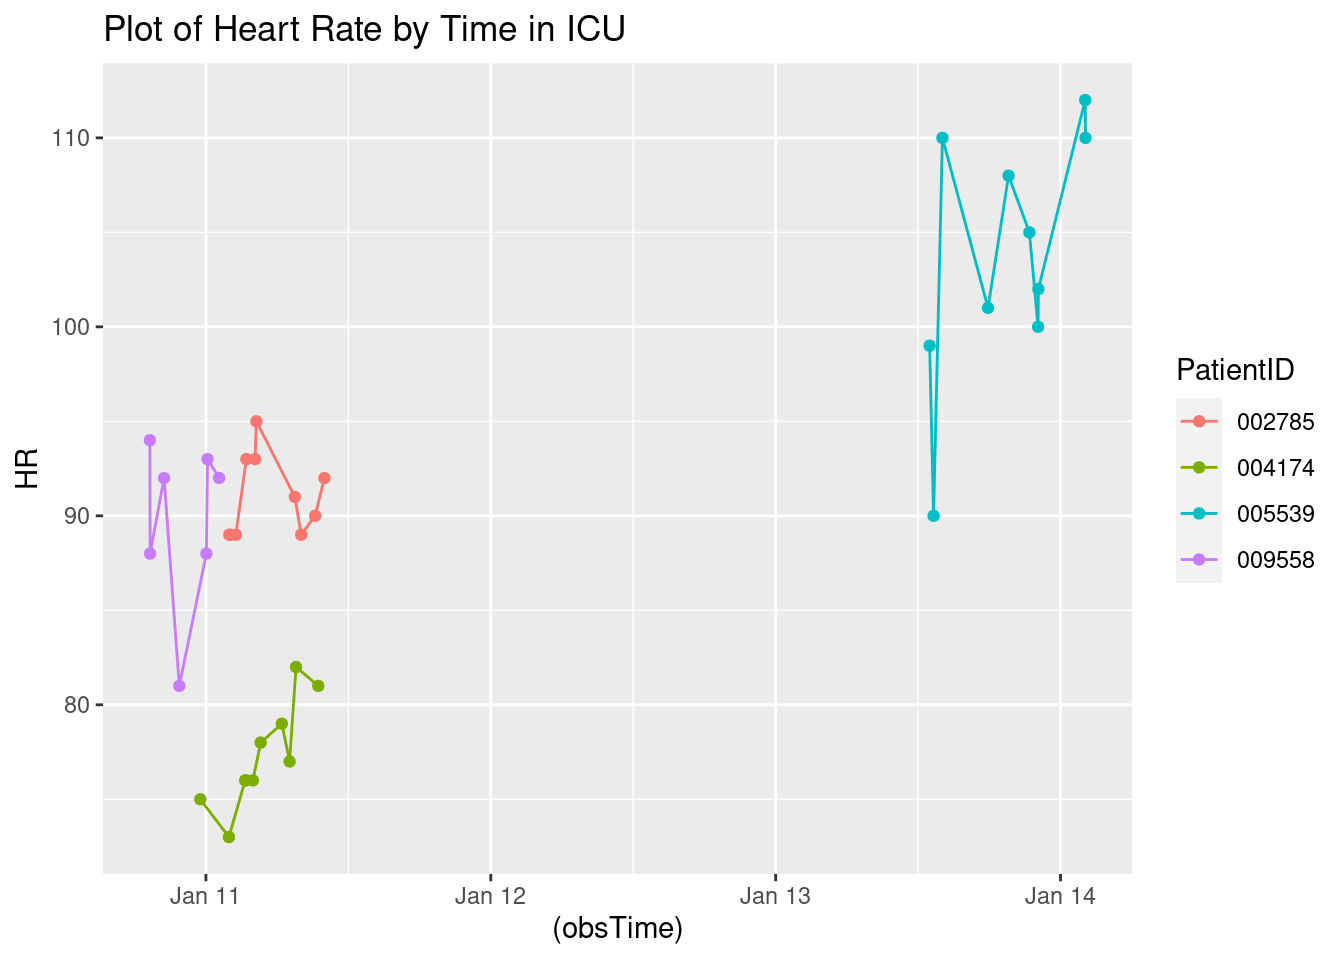 Plot of Heart Rate by Time in ICU
110
100
90
80
HR
Jan 11
Jan 12
Jan 13
Jan 14
(obsTime)
PatientID
002785
004174
005539
009558